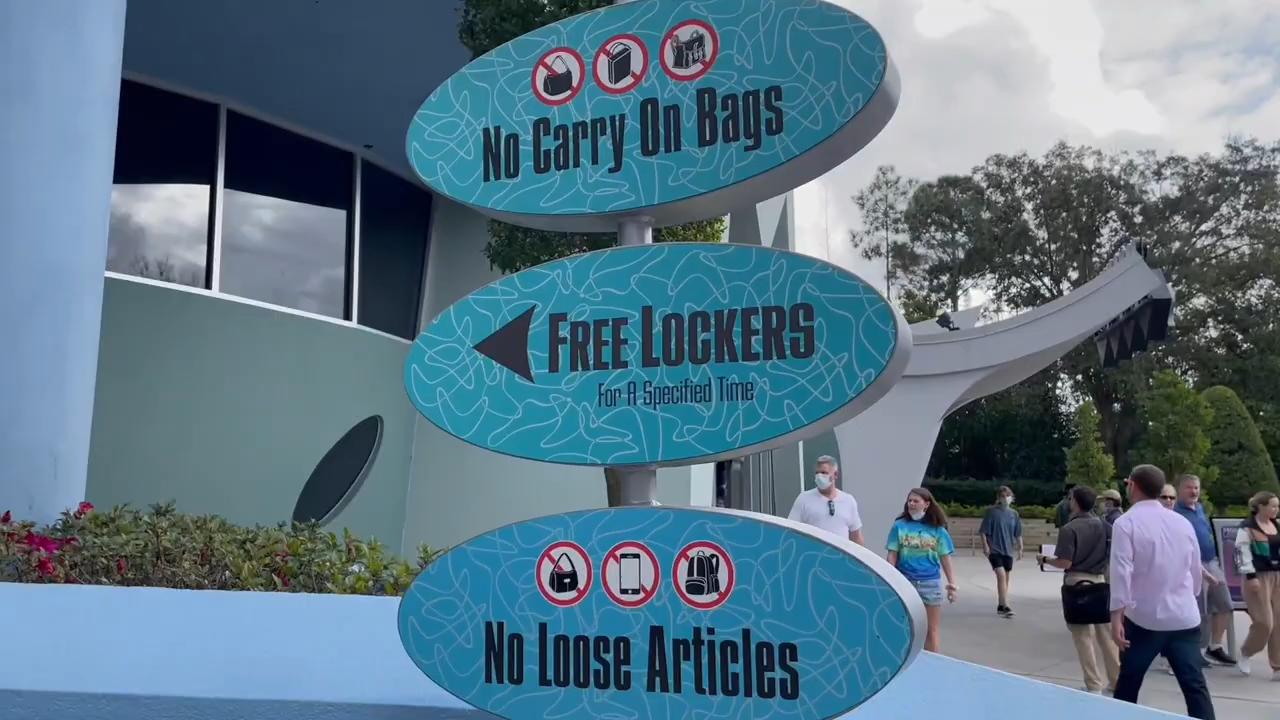 No Carry On Bags
FREE LOCKERS
For A Specified Time
No Loose Articles